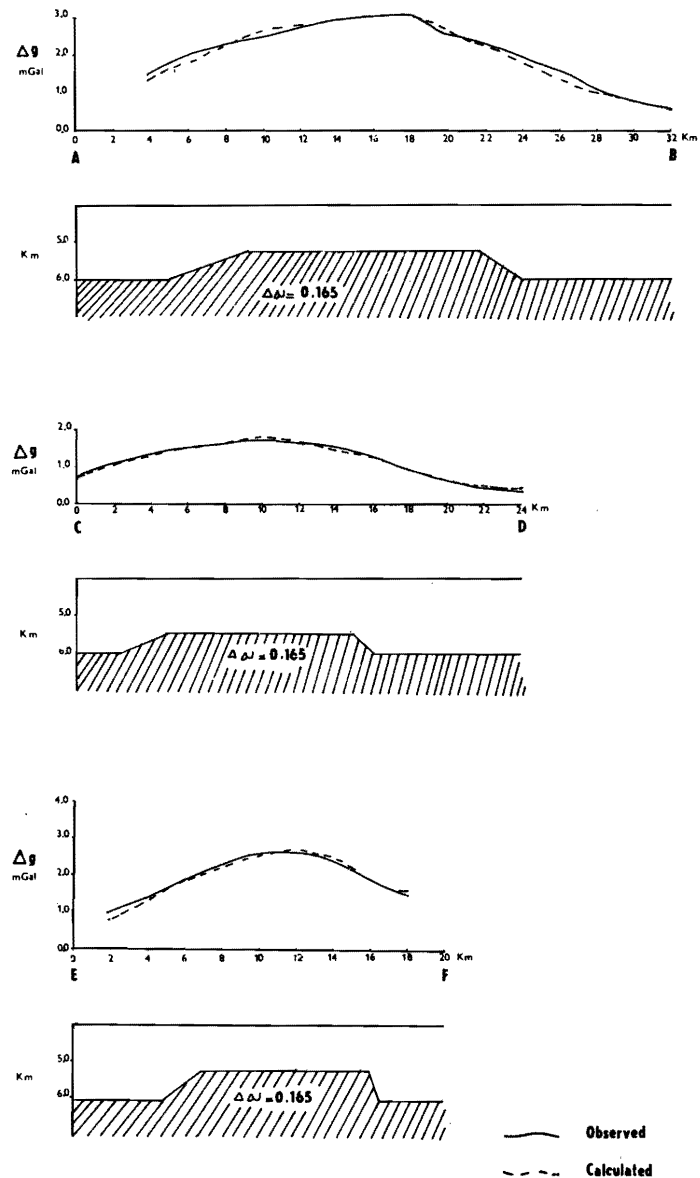 3,0
Δg
2,0
mGal
1,0
0,0
0 2 4 6 8 10 12 14 16 18 20 22 24 26 28 30 32 Km
A B
5,0
Km
6,0
= 0.165
2,0
Δg
1,0
mGal
0,0
0 2 4 6 8 10 12 14 16 18 20 22 24 Km
C D
5,0
Km
6,0
= 0.165
4,0
3,0
Δg
2,0
mGal
1,0
0,0
0 2 4 6 8 10 12 14 16 18 20 Km
E F
5,0
Km
6,0
= 0.165
Observed
Calculated